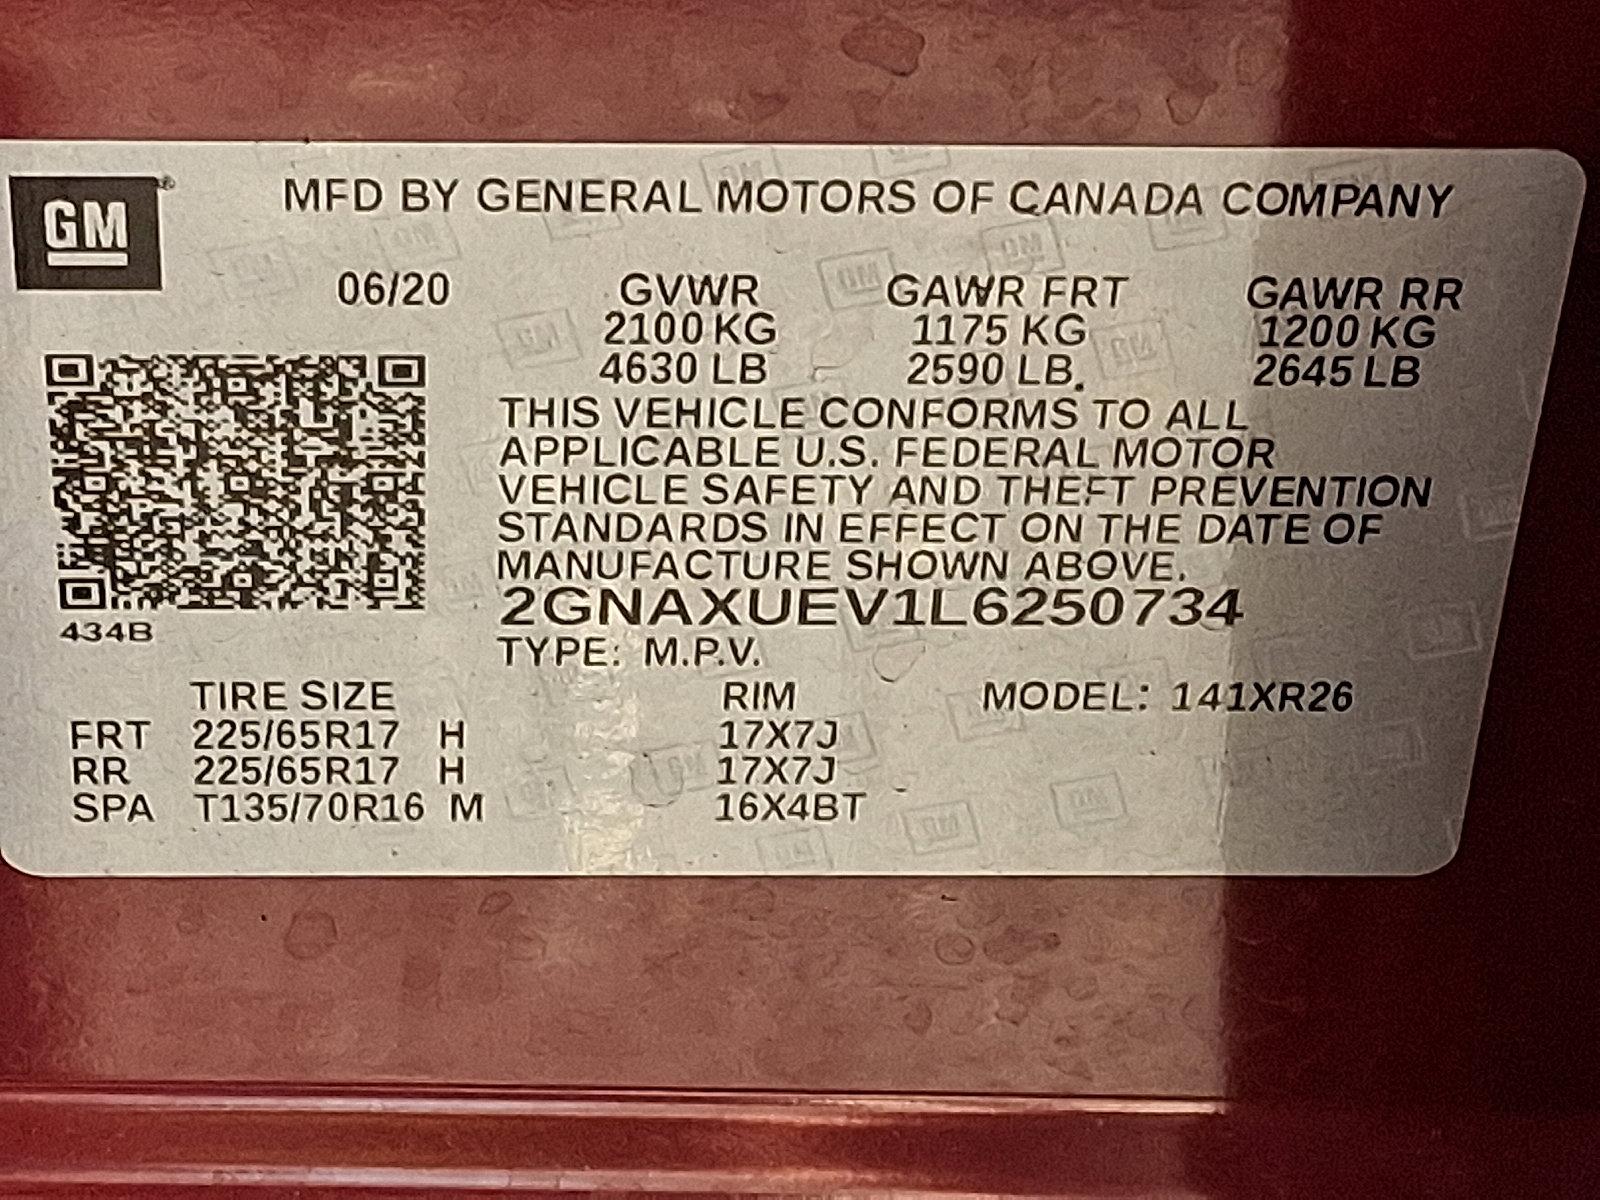 GM
MFD BY GENERAL MOTORS OF CANADA COMPANY
06/20 GVWR GAWR FRT GAWR RR
2100 KG 1175 KG 1200 KG
4630 LB 2590 LB 2645 LB
THIS VEHICLE CONFORMS TO ALL
APPLICABLE U.S. FEDERAL MOTOR
VEHICLE SAFETY AND THEFT PREVENTION
STANDARDS IN EFFECT ON THE DATE OF
MANUFACTURE SHOWN ABOVE.
2GNAXUEV1L6250734
434B
TYPE: M.P.V.
TIRE SIZE RIM MODEL: 141XR26
FRT 225/65R17 H 17X7J
RR 225/65R17 H 17X7J
SPA T135/70R16 M 16X4BT